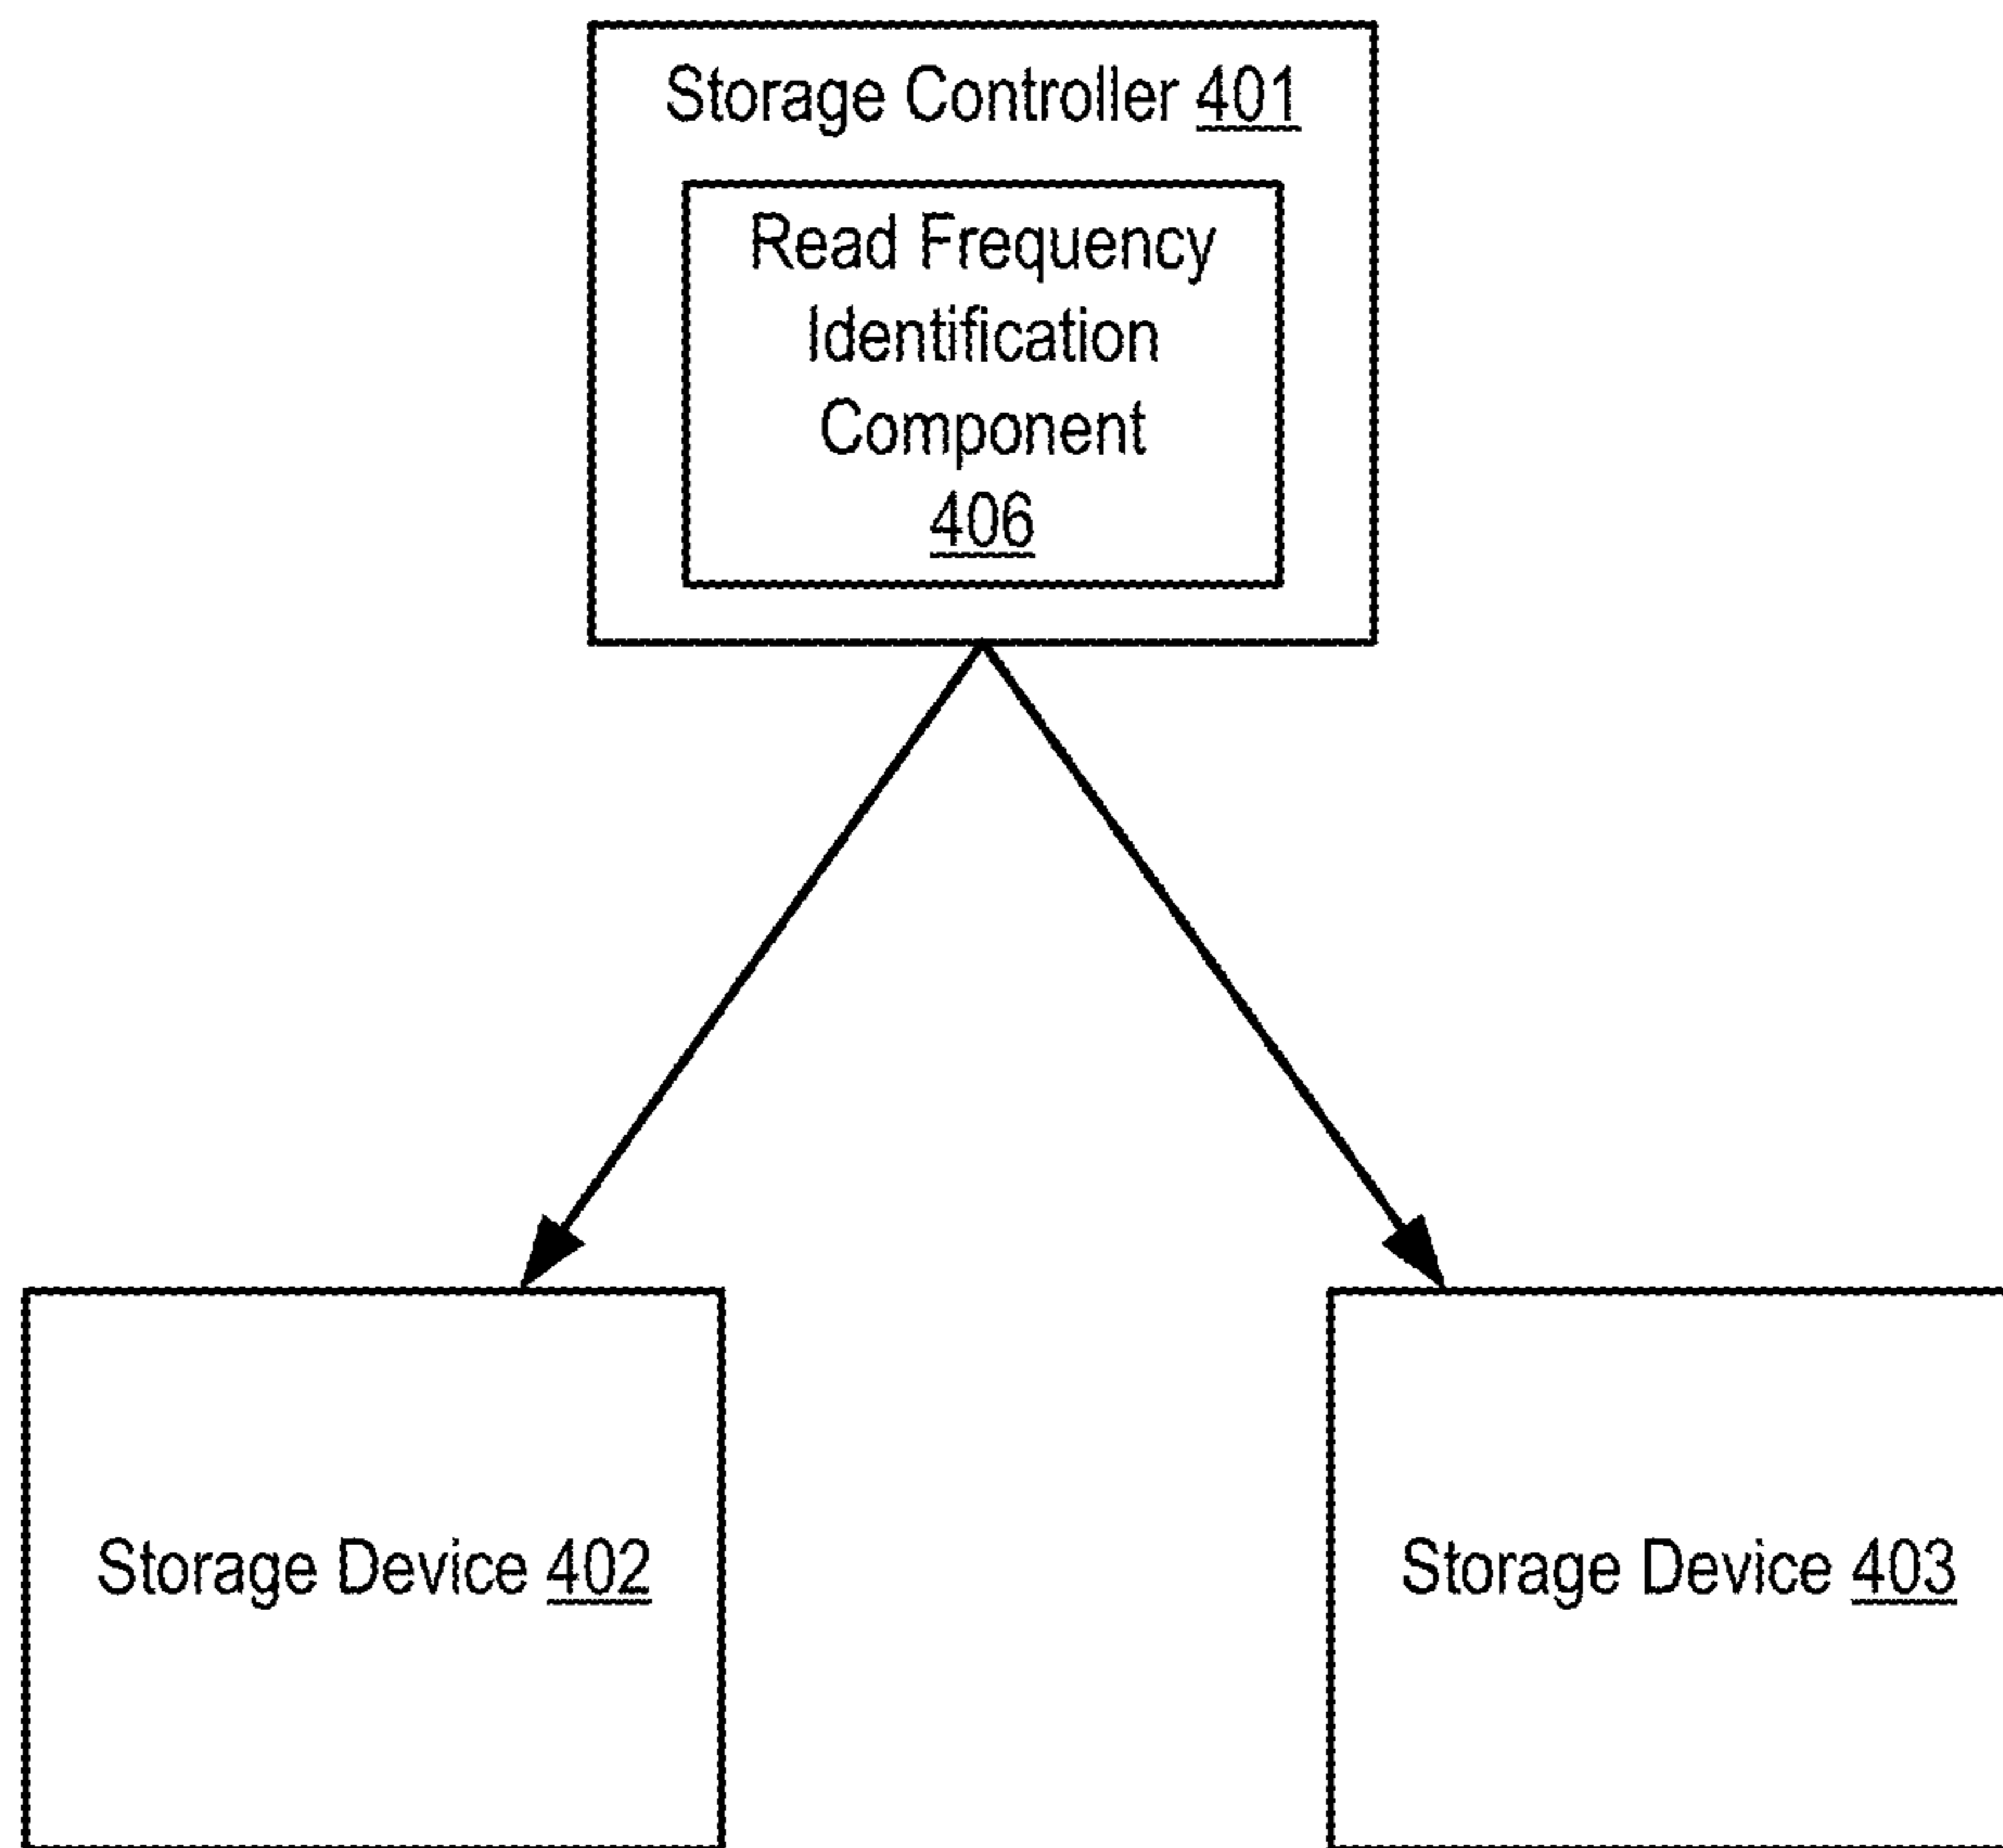 Storage Controller 401
Read Frequency
Identification
Component
406
Storage Device 402
Storage Device 403